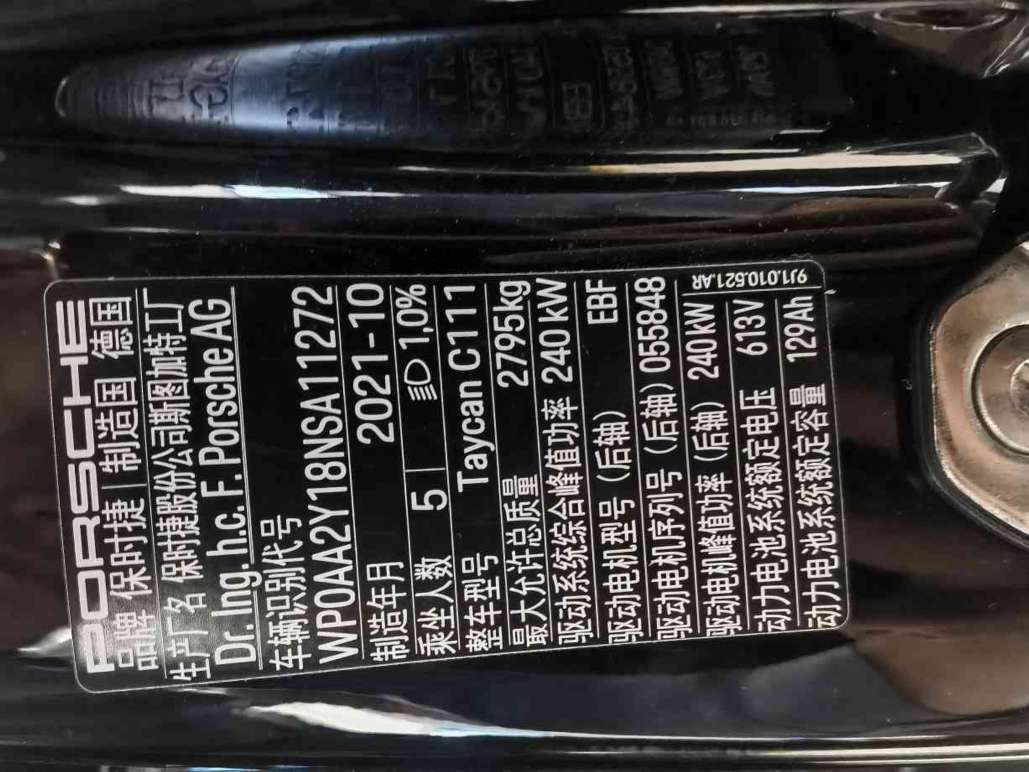 PORSCHE
品牌 保时捷 制造国 德国
生产厂名 保时捷股份公司斯图加特工厂
Dr. Ing. h.c. F. Porsche AG
车辆识别代号
WP0AA2Y18NSA11272
制造年月 2021-10
乘坐人数 5 1,0%
整车型号 Taycan C111
最大允许总质量 2795kg
驱动系统综合峰值功率 240 kW
驱动电机型号（后轴） EBF
驱动电机序列号（后轴）055848
驱动电机峰值功率（后轴） 240kW
动力电池系统额定电压 613V
动力电池系统额定容量 129Ah
9J1.010.521.AR